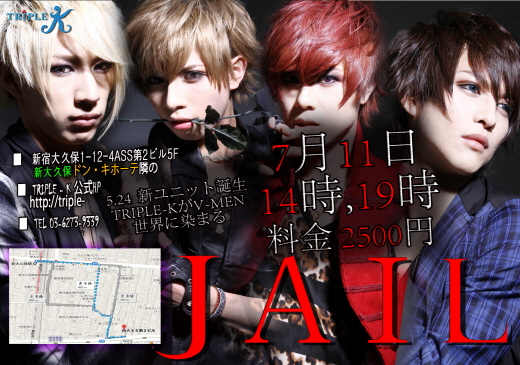 TRIPLE K
■ 新宿大久保1-12-4ASS第2ビル5F
新大久保ドン・キホーテ隣の
■ TRIPLE・K公式HP
http://triple-
■ TEL 03-6273-9339
5.24 新ユニット誕生
TRIPLE-KがV-MEN
世界に染まる
7月11日
14時,19時
料金2500円
JAIL